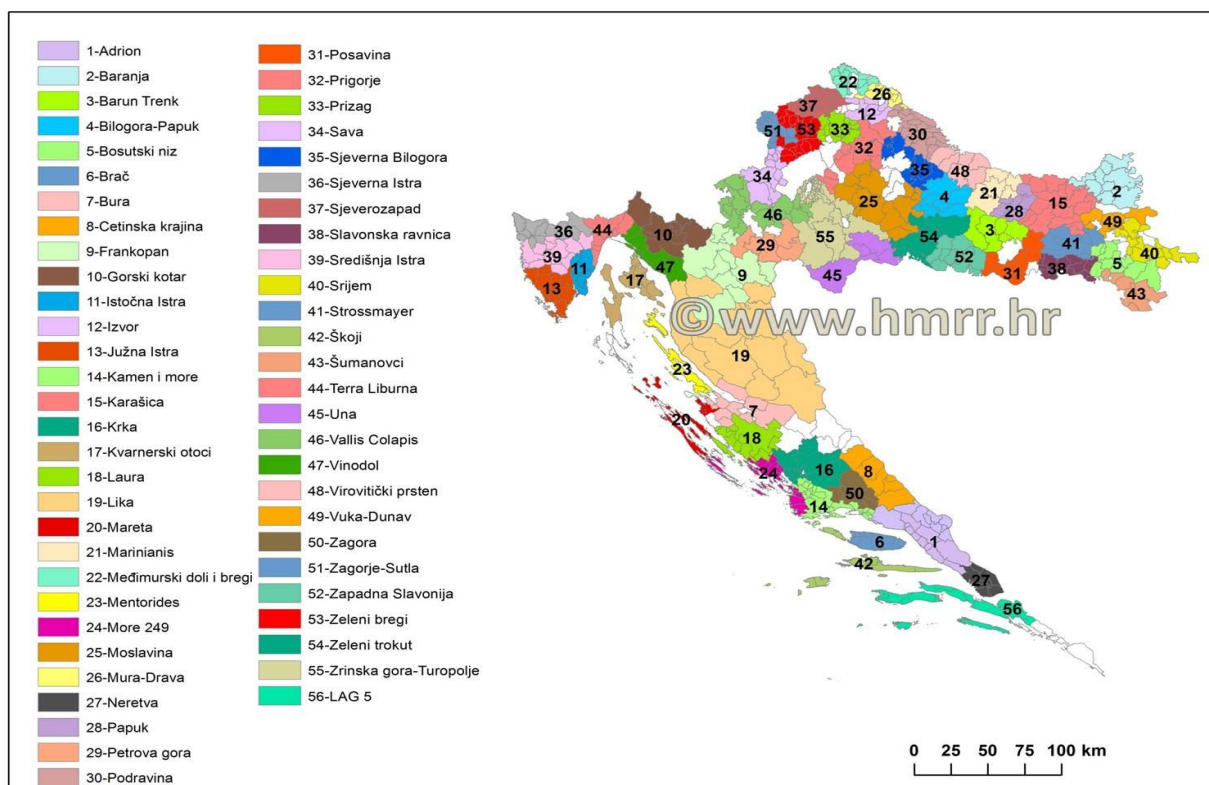 1-Adrion
2-Baranja
3-Barun Trenk
4-Bilogora-Papuk
5-Bosutski niz
6-Brač
7-Bura
8-Cetinska krajina
9-Frankopan
10-Gorski kotar
11-Istočna Istra
12-Izvor
13-Južna Istra
14-Kamen i more
15-Karašica
16-Krka
17-Kvarnerski otoci
18-Laura
19-Lika
20-Mareta
21-Marinianis
22-Međimurski doli i bregi
23-Mentorides
24-More 249
25-Moslavina
26-Mura-Drava
27-Neretva
28-Papuk
29-Petrova gora
30-Podravina
31-Posavina
32-Prigorje
33-Prizag
34-Sava
35-Sjeverna Bilogora
36-Sjeverna Istra
37-Sjeverozapad
38-Slavonska ravnica
39-Središnja Istra
40-Srijem
41-Strossmayer
42-Škoji
43-Šumanovci
44-Terra Liburna
45-Una
46-Vallis Colapis
47-Vinodol
48-Virovitički prsten
49-Vuka-Dunav
50-Zagora
51-Zagorje-Sutla
52-Zapadna Slavonija
53-Zeleni bregi
54-Zeleni trokut
55-Zrinska gora-Turopolje
56-LAG 5
22
26
37
12
51
53
33
30
32
35
48
34
4
21
2
25
28
15
46
49
36
44
10
29
55
54
3
41
40
39
11
47
9
52
5
13
17
45
31
38
43
©www.hmrr.hr
19
23
7
20
18
24
16
8
50
14
6
1
42
27
56
0 25 50 75 100 km